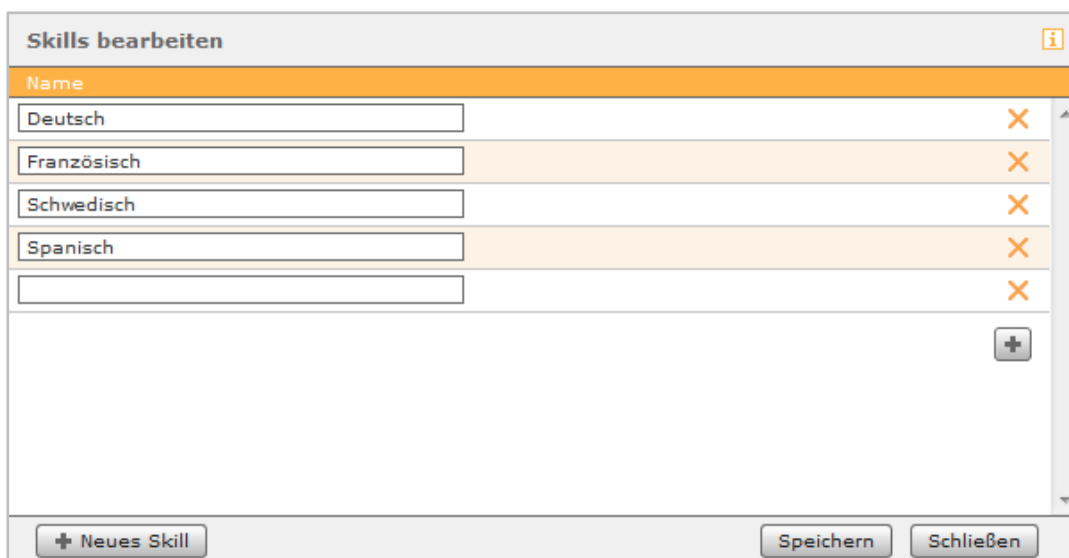 Skills bearbeiten
Name
Deutsch
Französisch
Schwedisch
Spanisch
Neues Skill
Speichern
Schließen